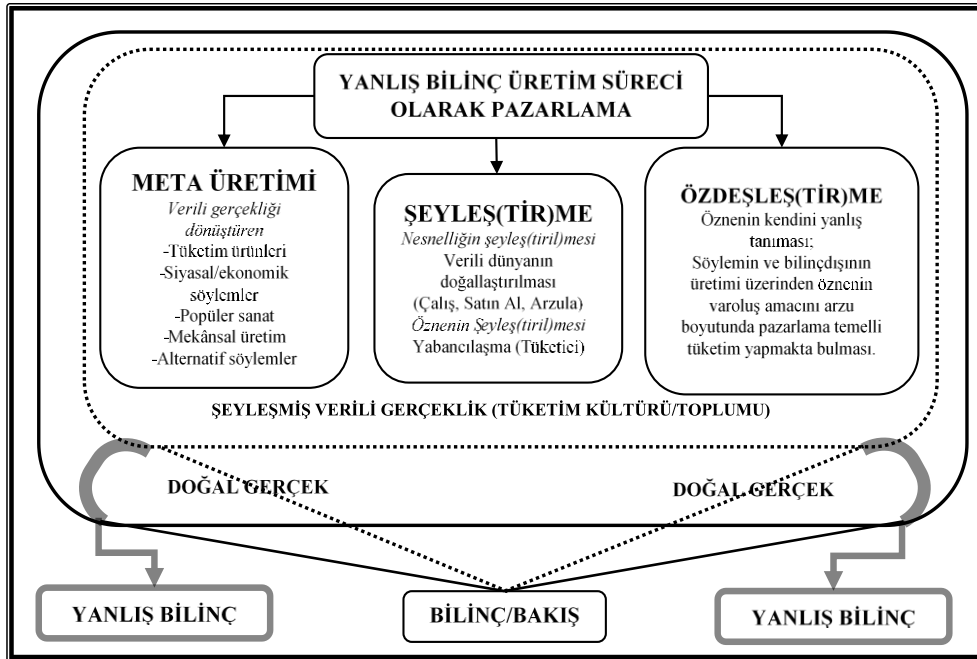 YANLIŞ BİLİNÇ ÜRETİM SÜRECİ
OLARAK PAZARLAMA
META ÜRETİMİ
Verili gerçekliği
dönüştüren
-Tüketim ürünleri
-Siyasal/ekonomik
söylemler
-Popüler sanat
-Mekânsal üretim
-Alternatif söylemler
ŞEYLEŞ(TİR)ME
Nesnelliğin şeyleş(tiril)mesi
Verili dünyanın
doğallaştırılması
(Çalış, Satın Al, Arzula)
Öznenin Şeyleş(tiril)mesi
Yabancılaşma (Tüketici)
ÖZDEŞLEŞ(TİR)ME
Öznenin kendini yanlış
tanıması;
Söylemin ve bilinçdışının
üretimi üzerinden öznenin
varoluş amacını arzu
boyutunda pazarlama temelli
tüketim yapmakta bulması.
ŞEYLEŞMİŞ VERİLİ GERÇEKLİK (TÜKETİM KÜLTÜRÜ/TOPLUMU)
DOĞAL GERÇEK
DOĞAL GERÇEK
YANLIŞ BİLİNÇ
BİLİNÇ/BAKIŞ
YANLIŞ BİLİNÇ